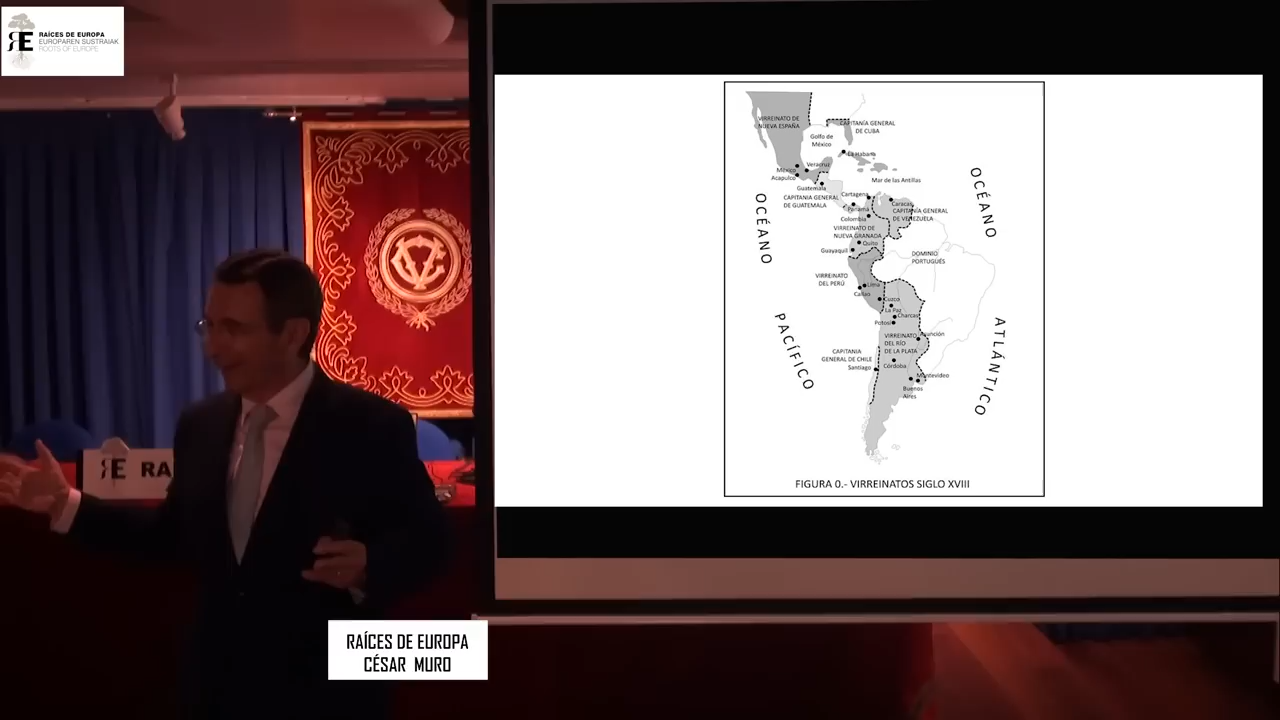 RAÍCES DE EUROPA
EUROPAREN SUSTRAIAK
ROOTS OF EUROPE
VIRREINATO DE
NUEVA ESPAÑA
CAPITANÍA GENERAL
DE CUBA
Golfo de
México
La Habana
México
Veracruz
Acapulco
Guatemala
Mar de las Antillas
CAPITANIA GENERAL
DE GUATEMALA
Cartagena
Panamá
Caracas
CAPITANÍA GENERAL
DE VENEZUELA
Colombia
VIRREINATO DE
NUEVA GRANADA
Quito
Guayaquil
DOMINIO
PORTUGUÉS
VIRREINATO
DEL PERÚ
Lima
Callao
Cuzco
La Paz
Charcas
Potosí
Asunción
VIRREINATO
DEL RÍO
DE LA PLATA
CAPITANIA
GENERAL DE CHILE
Santiago
Córdoba
Montevideo
Buenos
Aires
OCÉANO
PACÍFICO
OCÉANO
ATLÁNTICO
FIGURA 0.- VIRREINATOS SIGLO XVIII
RE RA
RAÍCES DE EUROPA
CÉSAR MURO